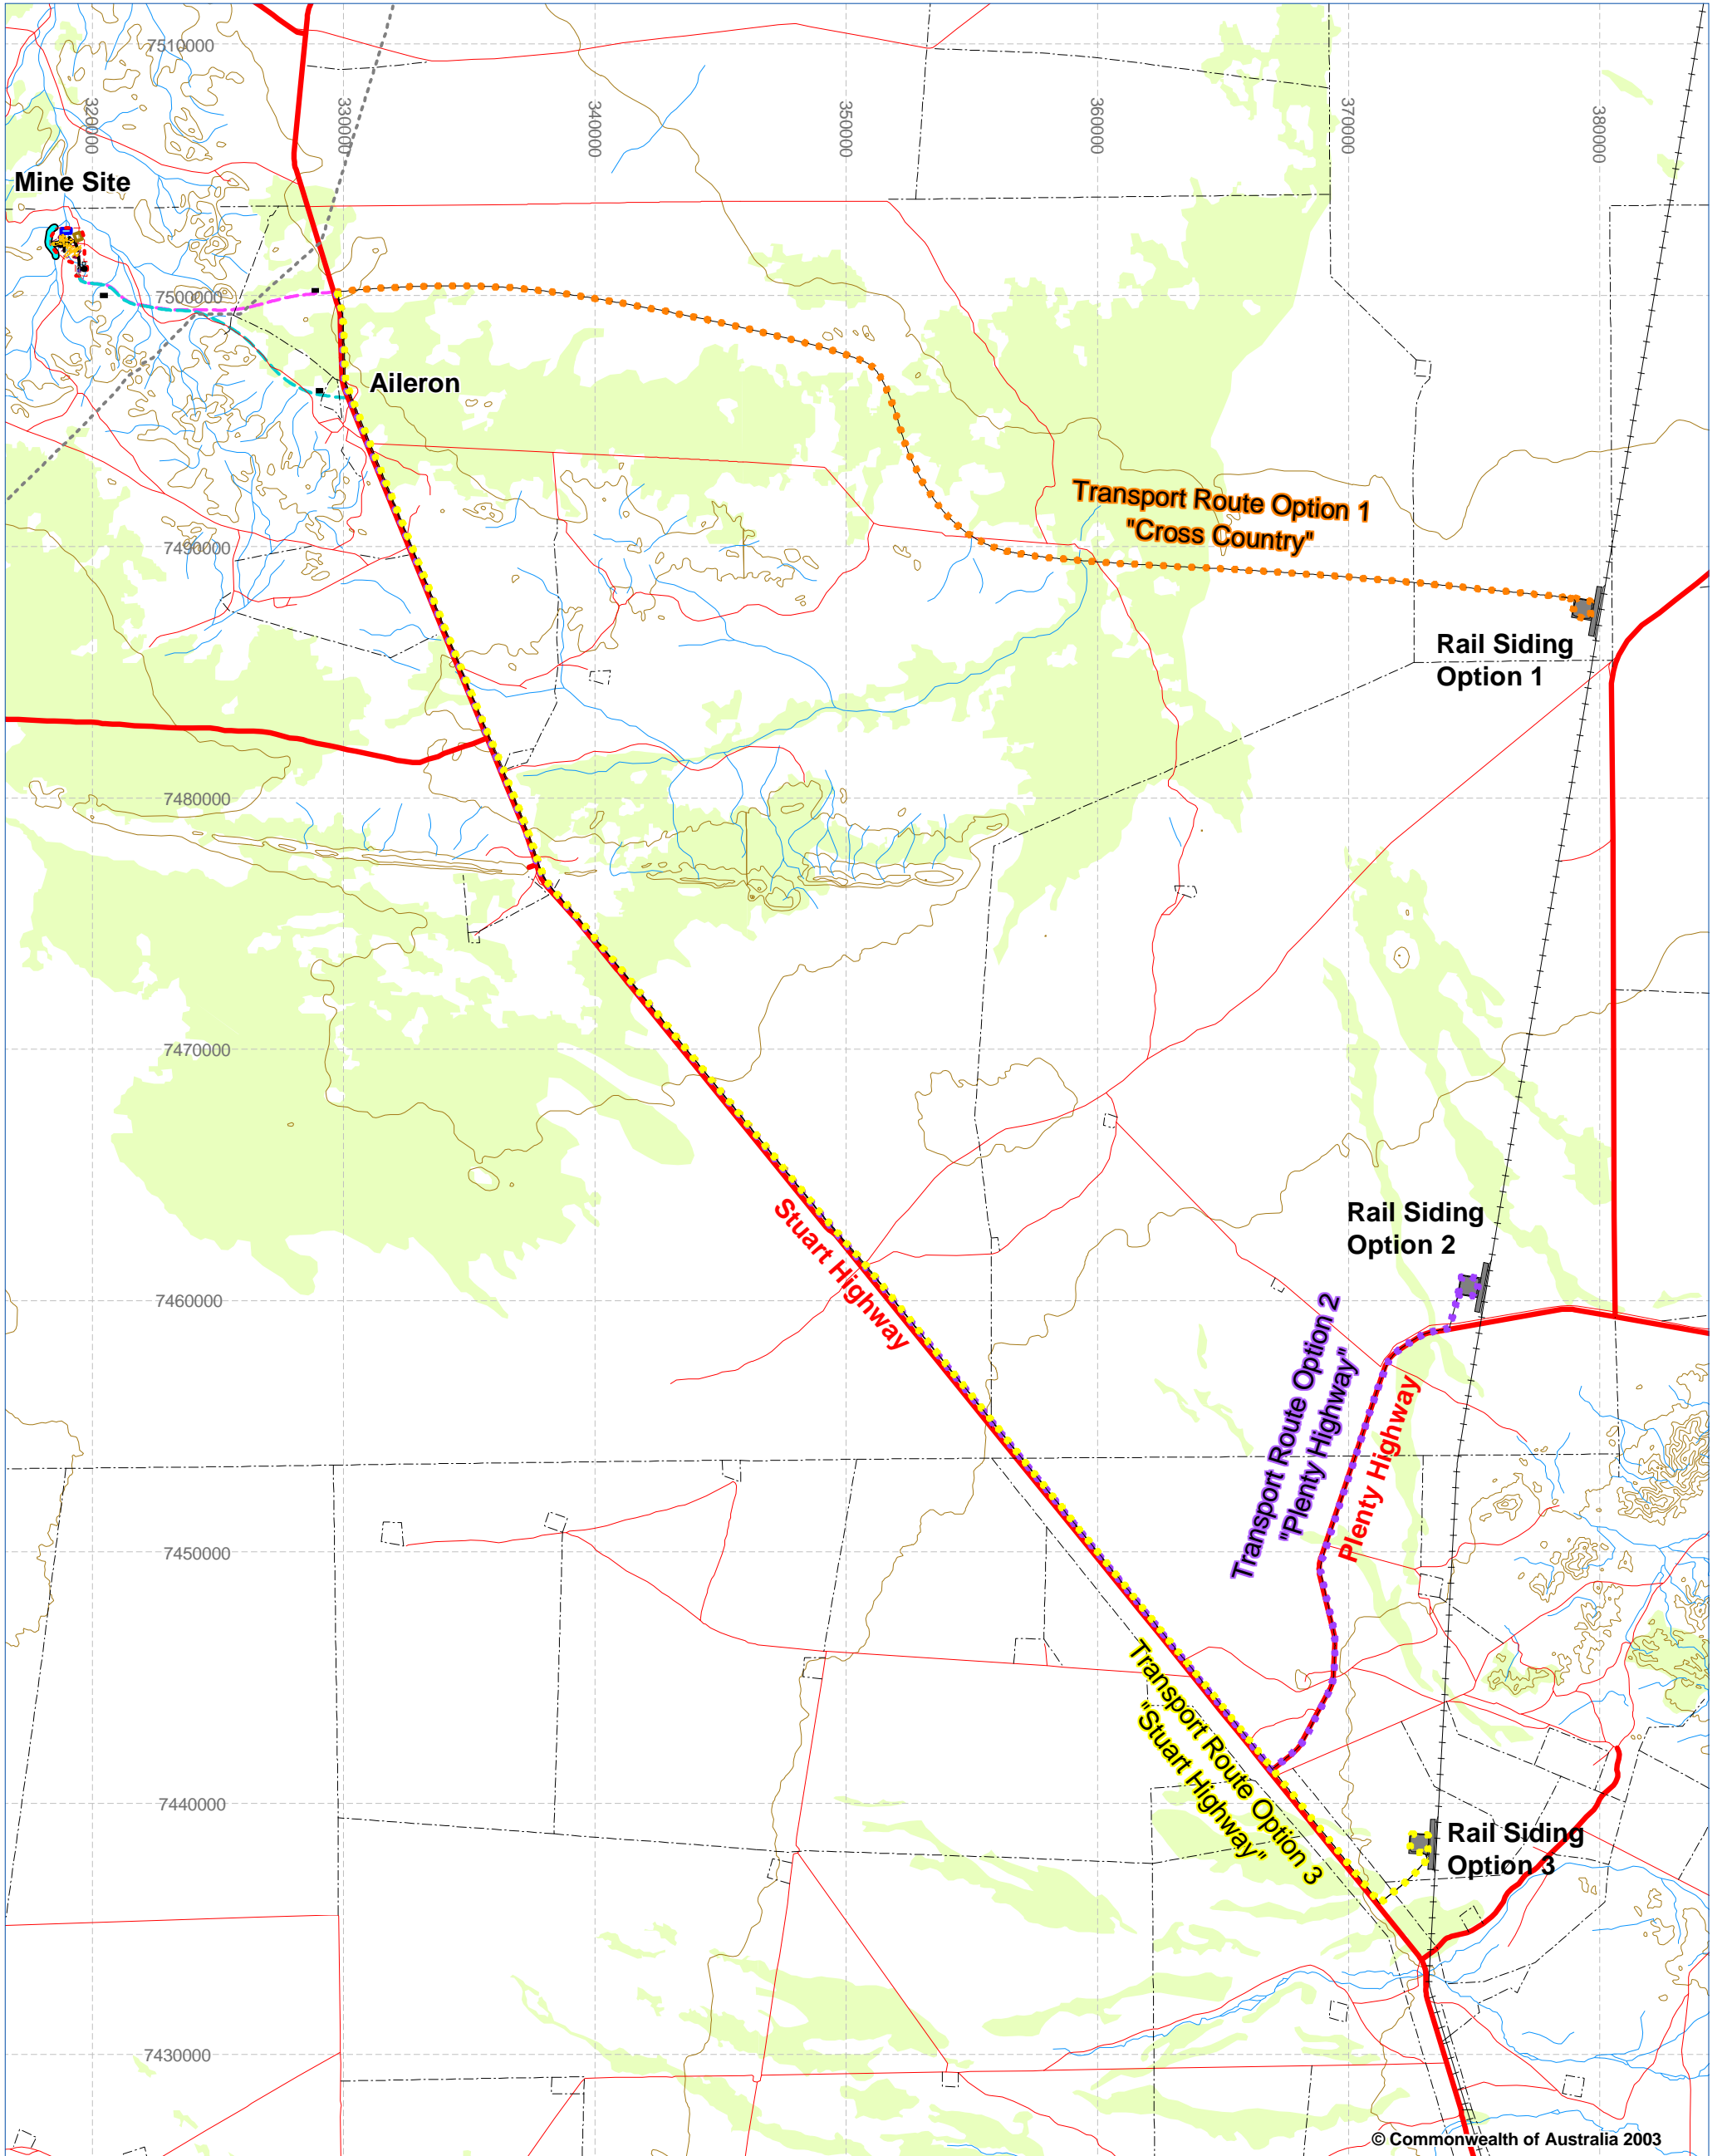 7510000
320000
330000
340000
350000
360000
370000
380000
Mine Site
7500000
Aileron
7490000
Transport Route Option 1
"Cross Country"
Rail Siding
Option 1
7480000
7470000
Stuart Highway
Rail Siding
Option 2
7460000
Transport Route Option 2
"Plenty Highway"
Plenty Highway
7450000
Transport Route Option 3
"Stuart Highway"
7440000
Rail Siding
Option 3
7430000
© Commonwealth of Australia 2003